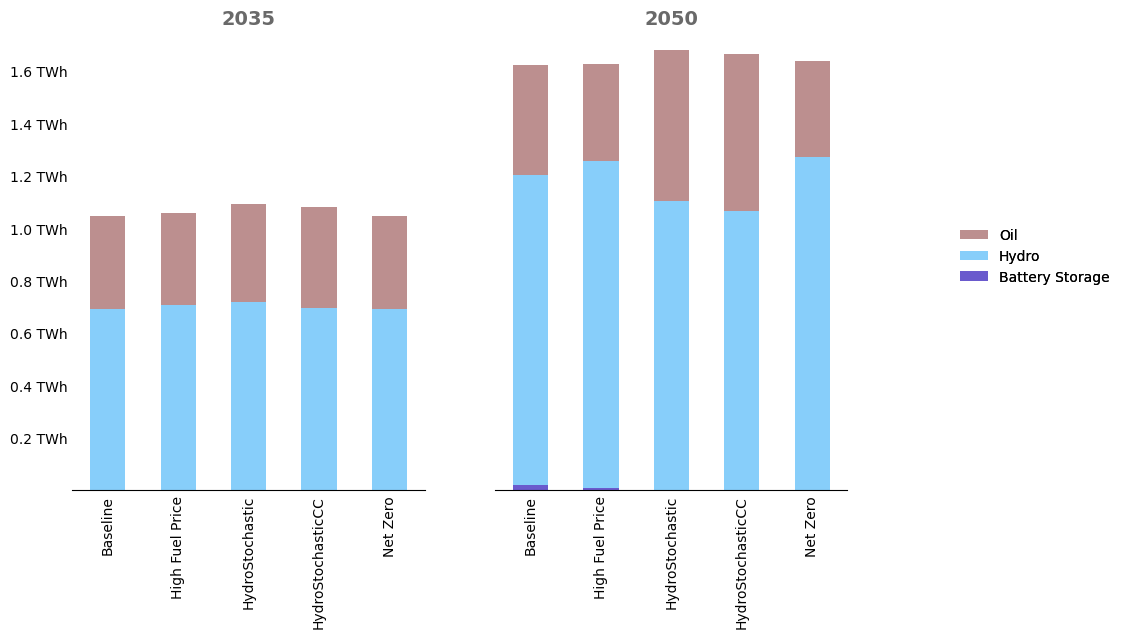 2035
2050
1.6 TWh
1.4 TWh
1.2 TWh
1.0 TWh
0.8 TWh
0.6 TWh
0.4 TWh
0.2 TWh
Oil
Hydro
Battery Storage
Baseline
High Fuel Price
HydroStochastic
HydroStochasticCC
Net Zero
Baseline
High Fuel Price
HydroStochastic
HydroStochasticCC
Net Zero